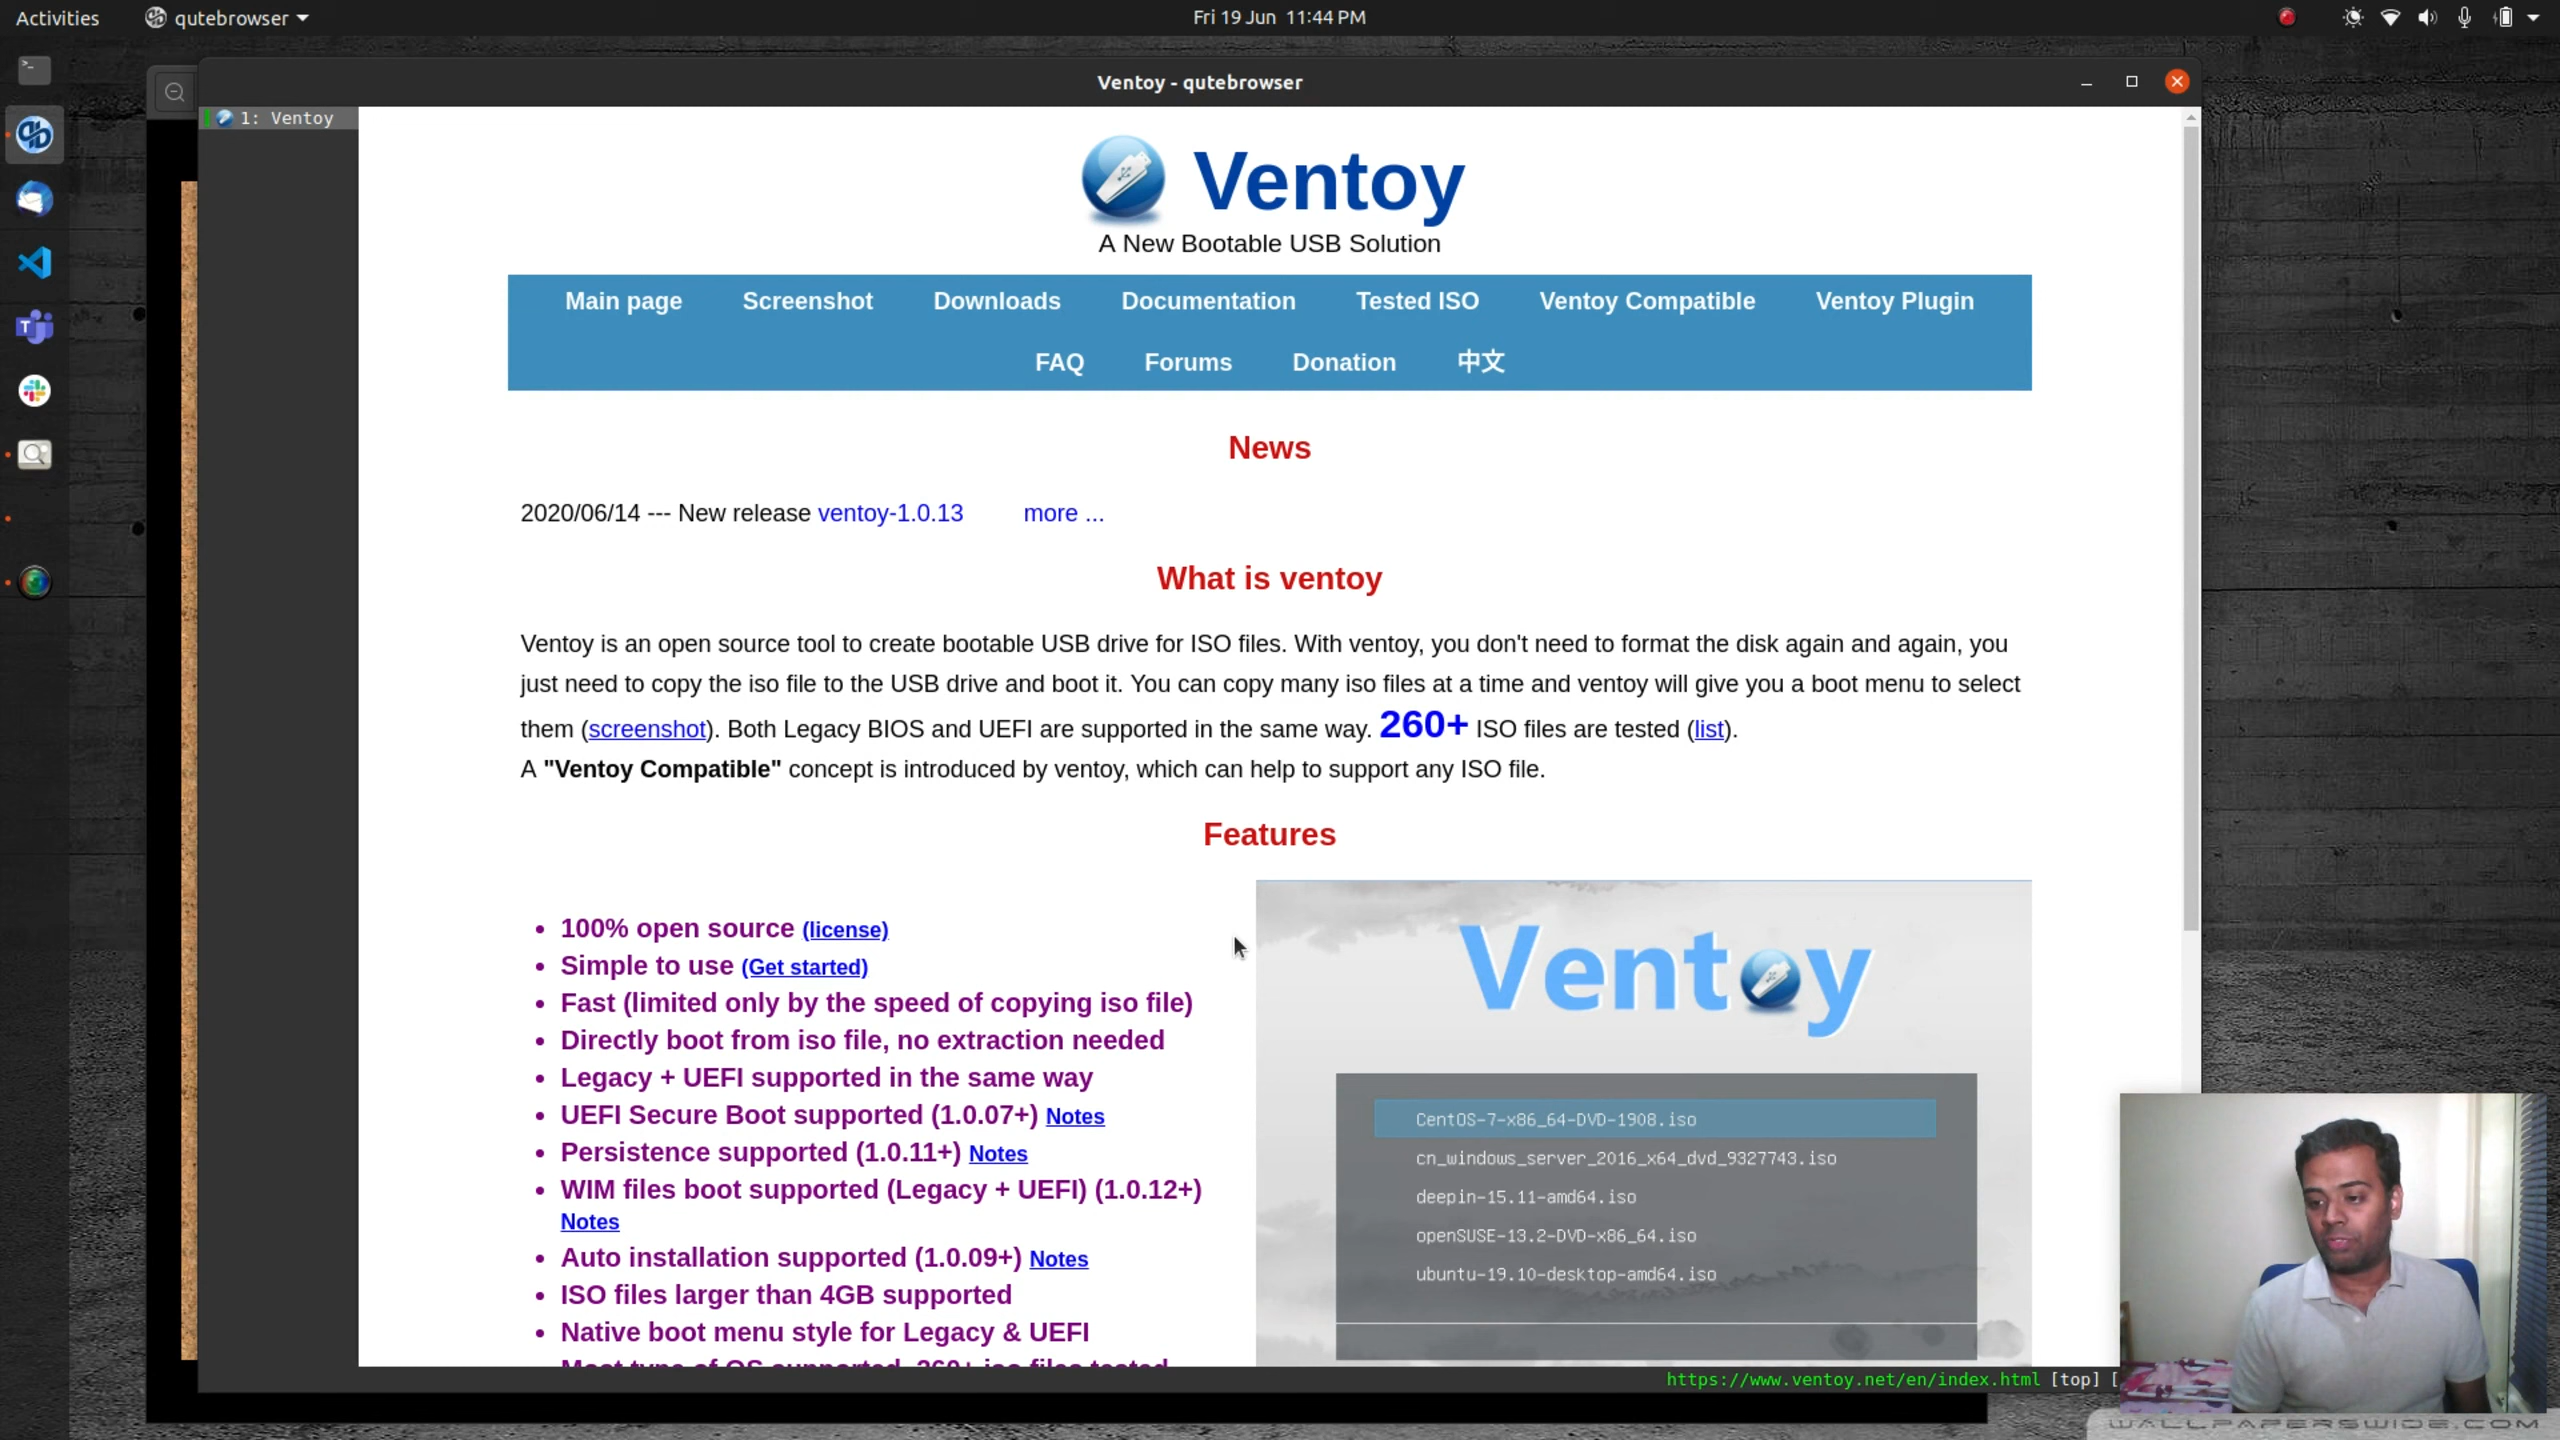 Activities
qutebrowser
Fri 19 Jun 11:44 PM
Ventoy - qutebrowser
1: Ventoy
Ventoy
A New Bootable USB Solution
Main page Screenshot Downloads Documentation Tested ISO Ventoy Compatible Ventoy Plugin
FAQ Forums Donation 中文
News
2020/06/14 --- New release ventoy-1.0.13 more ...
What is ventoy
Ventoy is an open source tool to create bootable USB drive for ISO files. With ventoy, you don't need to format the disk again and again, you
just need to copy the iso file to the USB drive and boot it. You can copy many iso files at a time and ventoy will give you a boot menu to select
them (screenshot). Both Legacy BIOS and UEFI are supported in the same way. 260+ ISO files are tested (list).
A "Ventoy Compatible" concept is introduced by ventoy, which can help to support any ISO file.
Features
100% open source (license)
Simple to use (Get started)
Fast (limited only by the speed of copying iso file)
Directly boot from iso file, no extraction needed
Legacy + UEFI supported in the same way
UEFI Secure Boot supported (1.0.07+) Notes
Persistence supported (1.0.11+) Notes
WIM files boot supported (Legacy + UEFI) (1.0.12+)
Notes
Auto installation supported (1.0.09+) Notes
ISO files larger than 4GB supported
Native boot menu style for Legacy & UEFI
Most type of OS supported, 260+ iso files tested
Ventoy
CentOS-7-x86_64-DVD-1908.iso
cn_windows_server_2016_x64_dvd_9327743.iso
deepin-15.11-amd64.iso
openSUSE-13.2-DVD-x86_64.iso
ubuntu-19.10-desktop-amd64.iso
https://www.ventoy.net/en/index.html [top] [
WALLPAPERSWIDE.COM